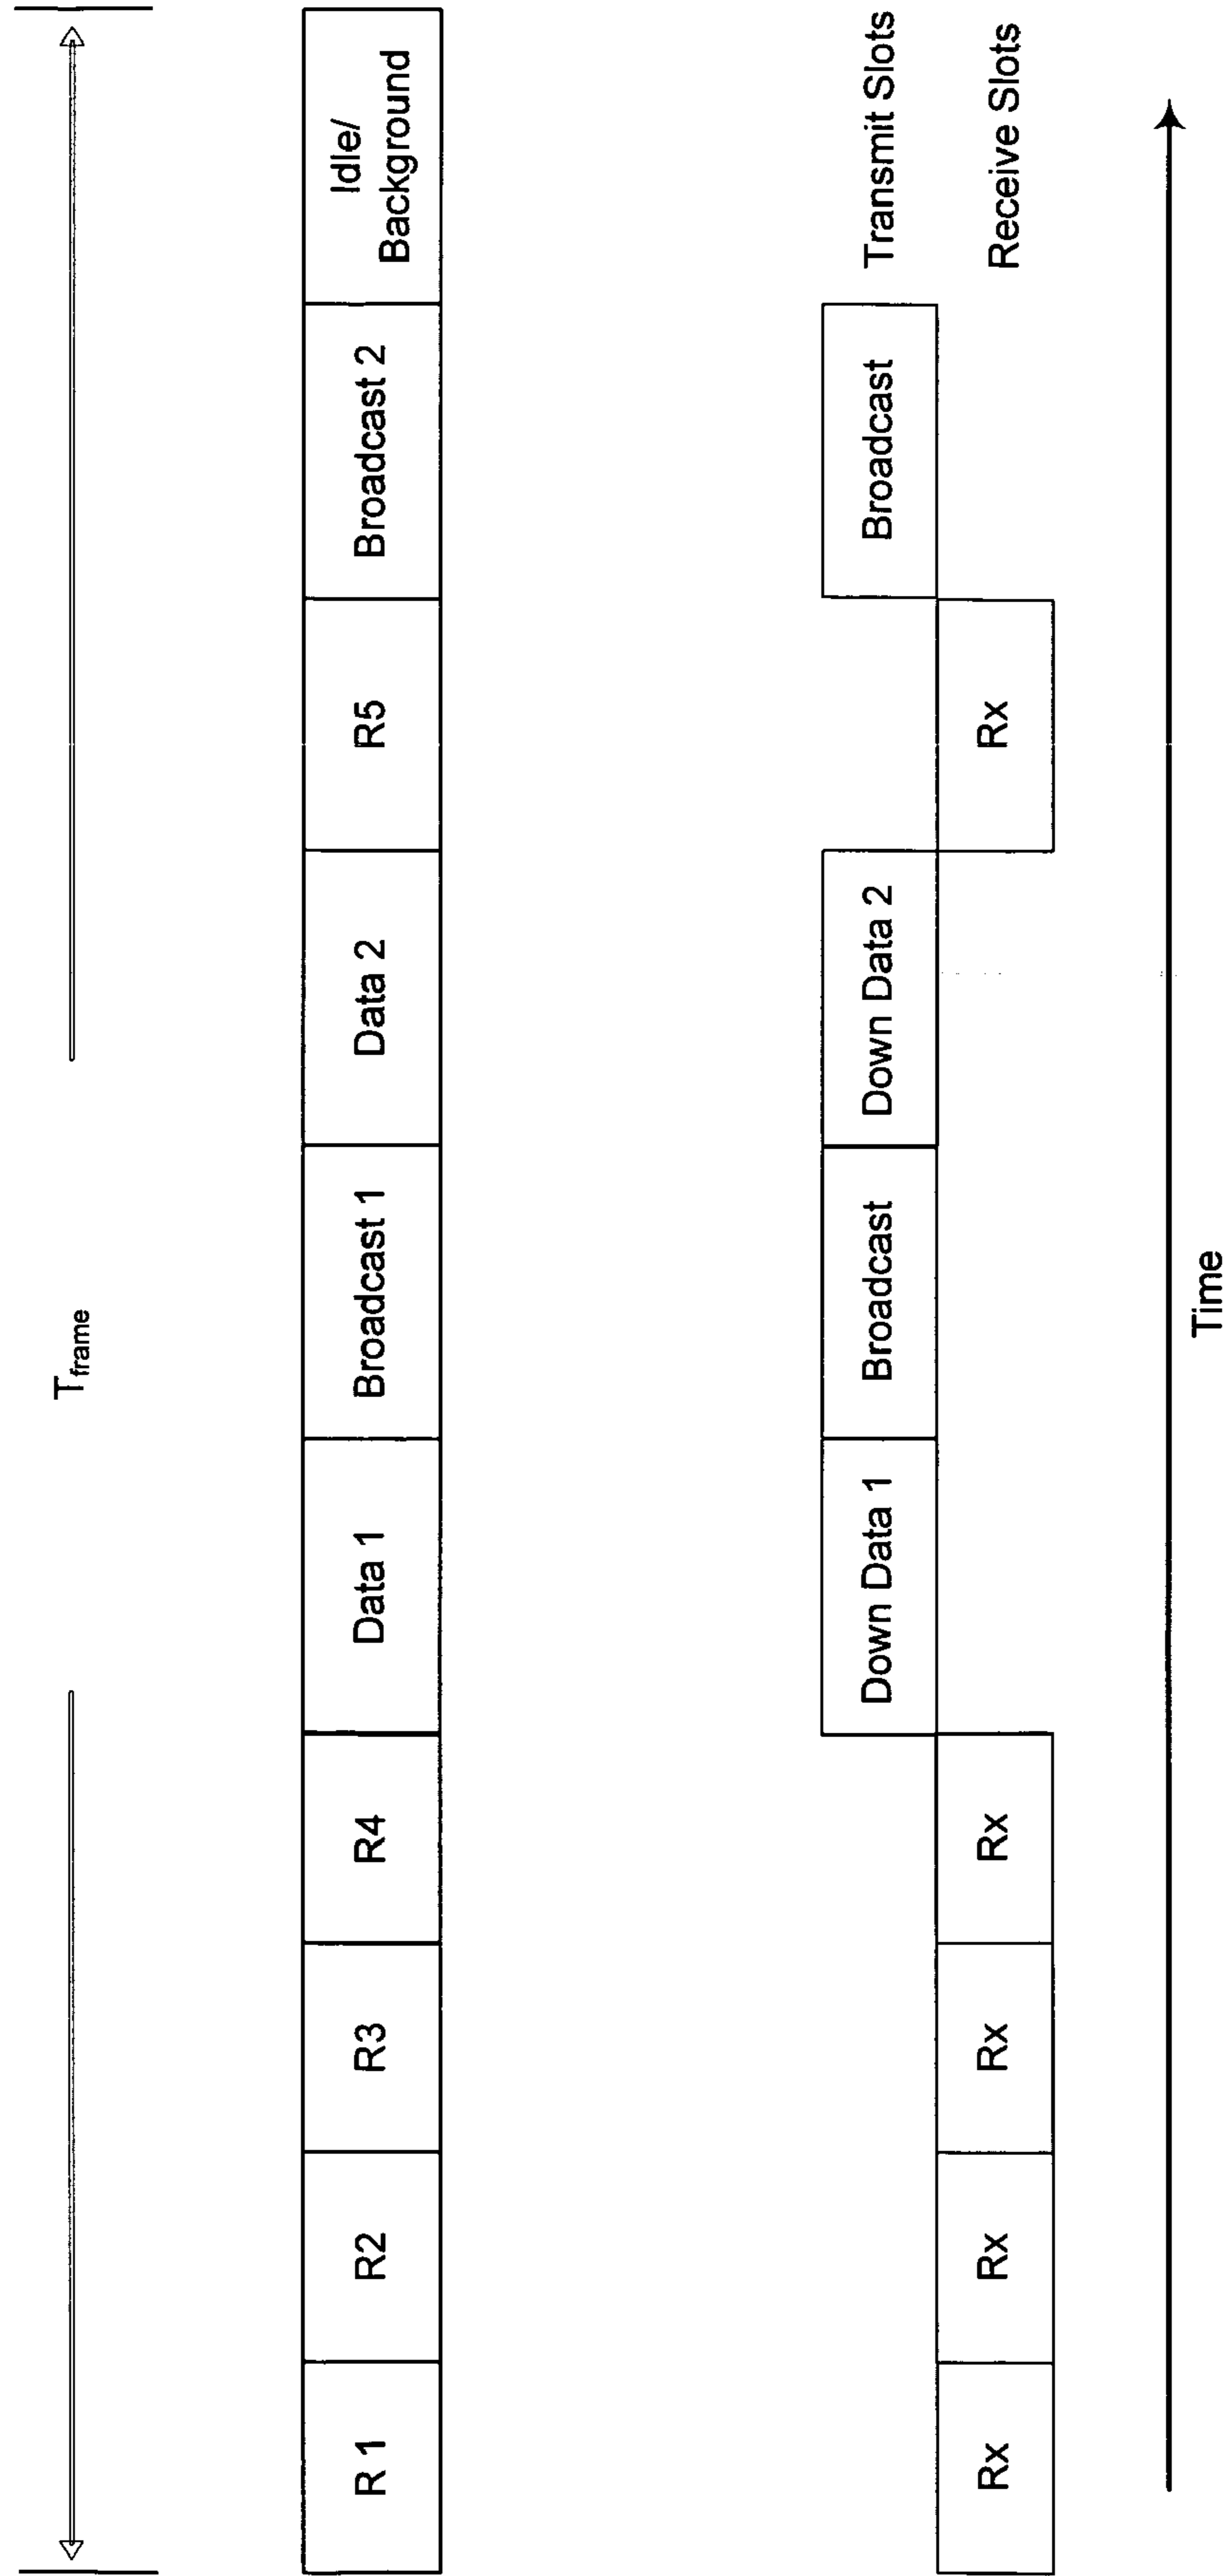 T_frame
R 1
R2
R3
R4
Data 1
Broadcast 1
Data 2
R5
Broadcast 2
Idle/
Background
Down Data 1
Broadcast
Down Data 2
Broadcast
Transmit Slots
Rx
Rx
Rx
Rx
Rx
Receive Slots
Time